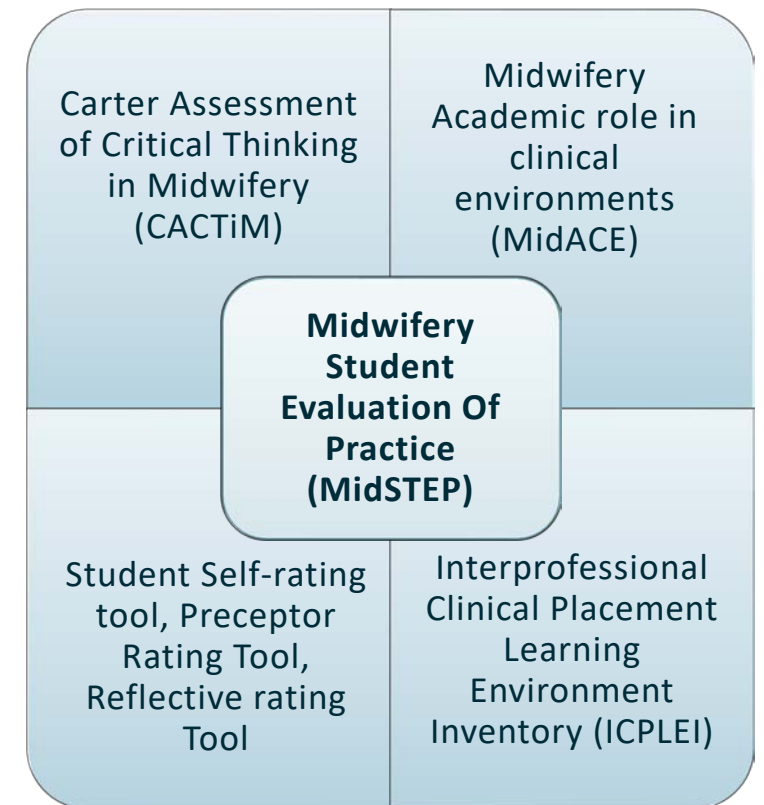 Carter Assessment
of Critical Thinking
in Midwifery
(CACTiM)
Midwifery
Academic role in
clinical
environments
(MidACE)
Midwifery
Student
Evaluation Of
Practice
(MidSTEP)
Student Self-rating
tool, Preceptor
Rating Tool,
Reflective rating
Tool
Interprofessional
Clinical Placement
Learning
Environment
Inventory (ICPLEI)